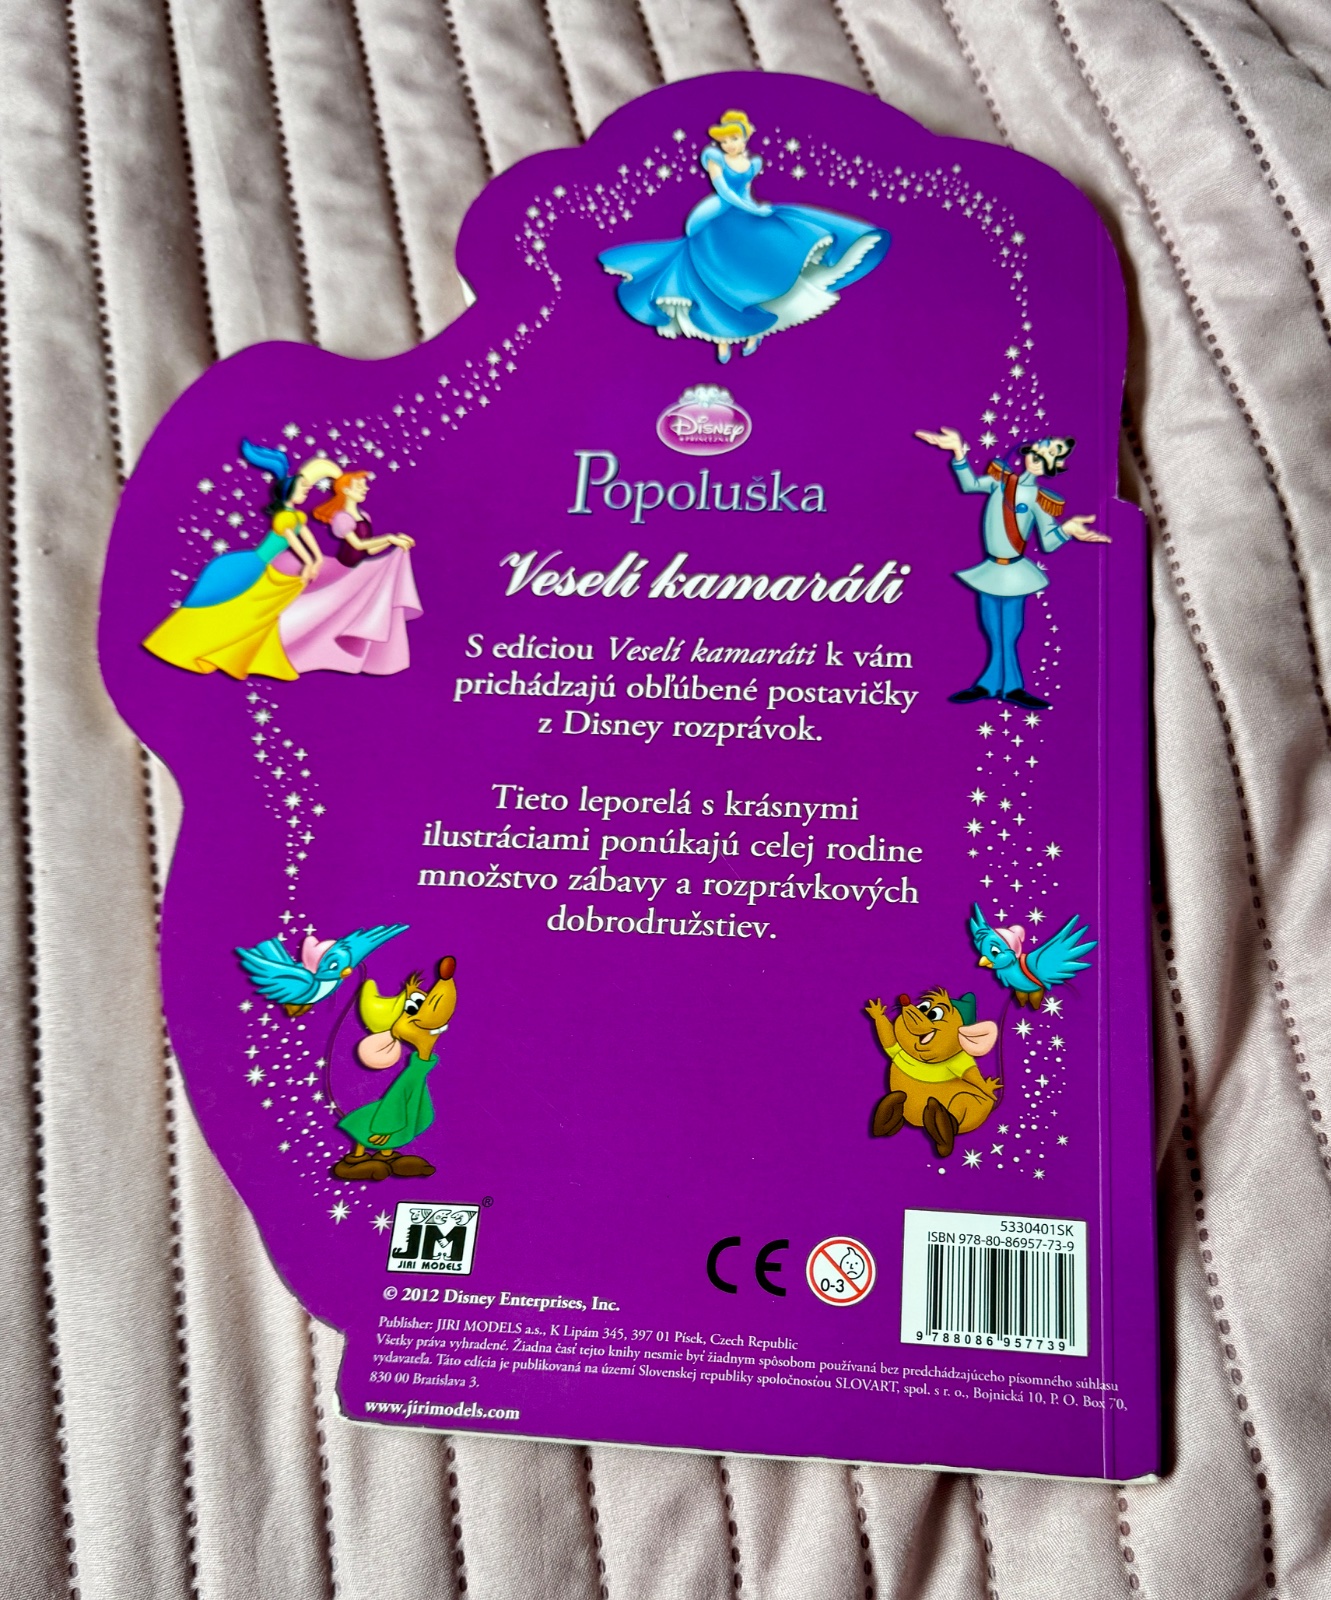 Disney
PRINCEZNÁ
Popoluška
Veselí kamaráti
S edíciou Veselí kamaráti k vám
prichádzajú obľúbené postavičky
z Disney rozprávok.
Tieto leporelá s krásnymi
ilustráciami ponúkajú celej rodine
množstvo zábavy a rozprávkových
dobrodružstiev.
JM
JIRI MODELS
®
CE
0-3
5330401SK
ISBN 978-80-86957-73-9
9 788086 957739
© 2012 Disney Enterprises, Inc.
Publisher: JIRI MODELS a.s., K Lipám 345, 397 01 Písek, Czech Republic
Všetky práva vyhradené. Žiadna časť tejto knihy nesmie byť žiadnym spôsobom používaná bez predchádzajúceho písomného súhlasu
vydavateľa. Táto edícia je publikovaná na území Slovenskej republiky spoločnosťou SLOVART, spol. s r. o., Bojnická 10, P. O. Box 70,
830 00 Bratislava 3.
www.jirimodels.com